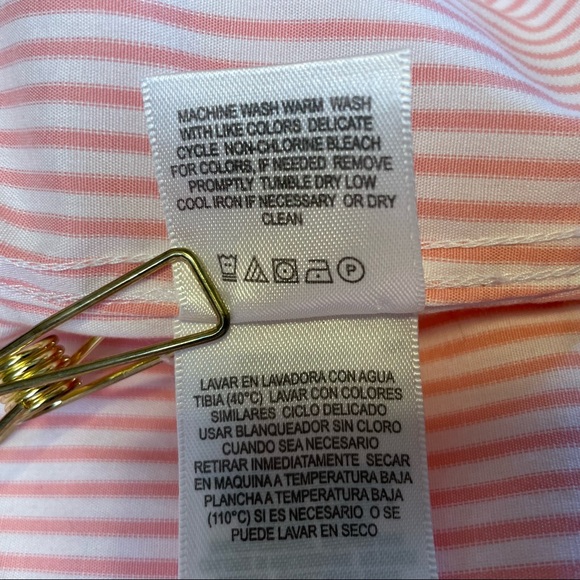 MACHINE WASH WARM WASH
WITH LIKE COLORS DELICATE
CYCLE NON-CHLORINE BLEACH
FOR COLORS, IF NEEDED REMOVE
PROMPTLY TUMBLE DRY LOW
COOL IRON IF NECESSARY OR DRY
CLEAN
P
LAVAR EN LAVADORA CON AGUA
TIBIA (40°C) LAVAR CON COLORES
SIMILARES CICLO DELICADO
USAR BLANQUEADOR SIN CLORO
CUANDO SEA NECESARIO
RETIRAR INMEDIATAMENTE SECAR
EN MAQUINA A TEMPERATURA BAJA
PLANCHA A TEMPERATURA BAJA
(110°C) SI ES NECESARIO O SE
PUEDE LAVAR EN SECO